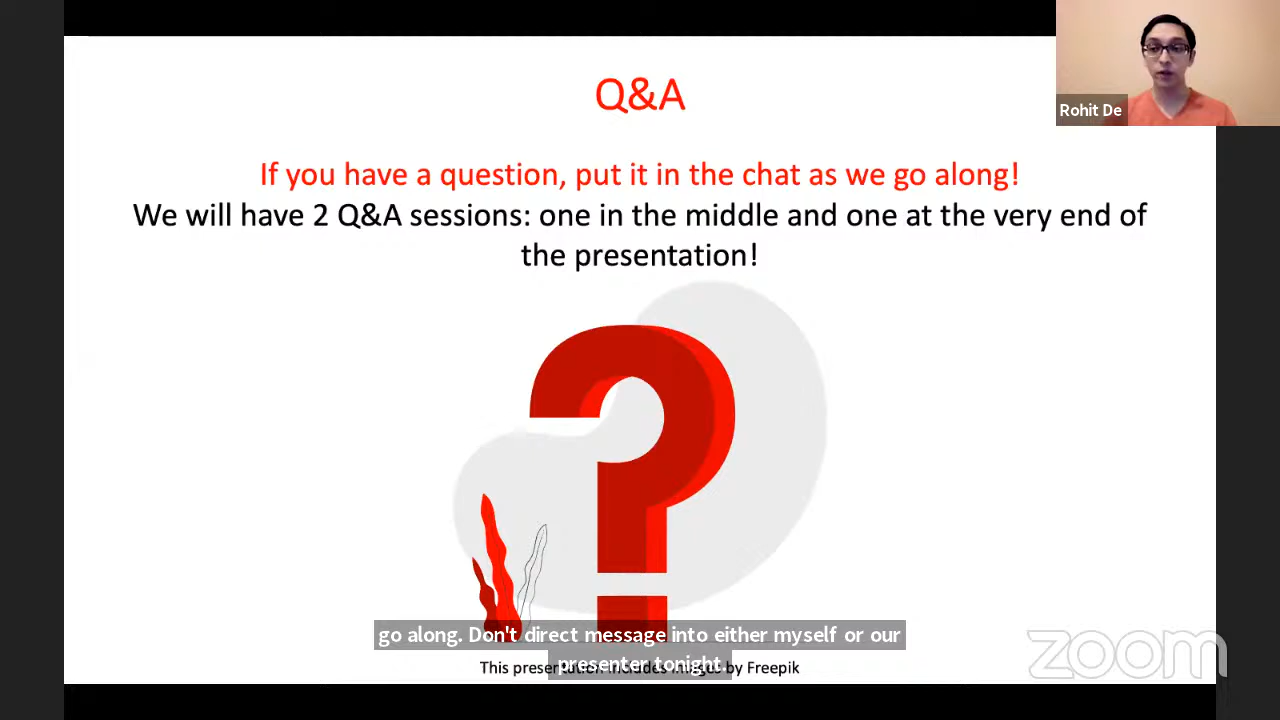 Q&A
Rohit De
If you have a question, put it in the chat as we go along!
We will have 2 Q&A sessions: one in the middle and one at the very end of
the presentation!
go along. Don't direct message into either myself or our
presenter tonight.
This presentation includes images by Freepik
zoom